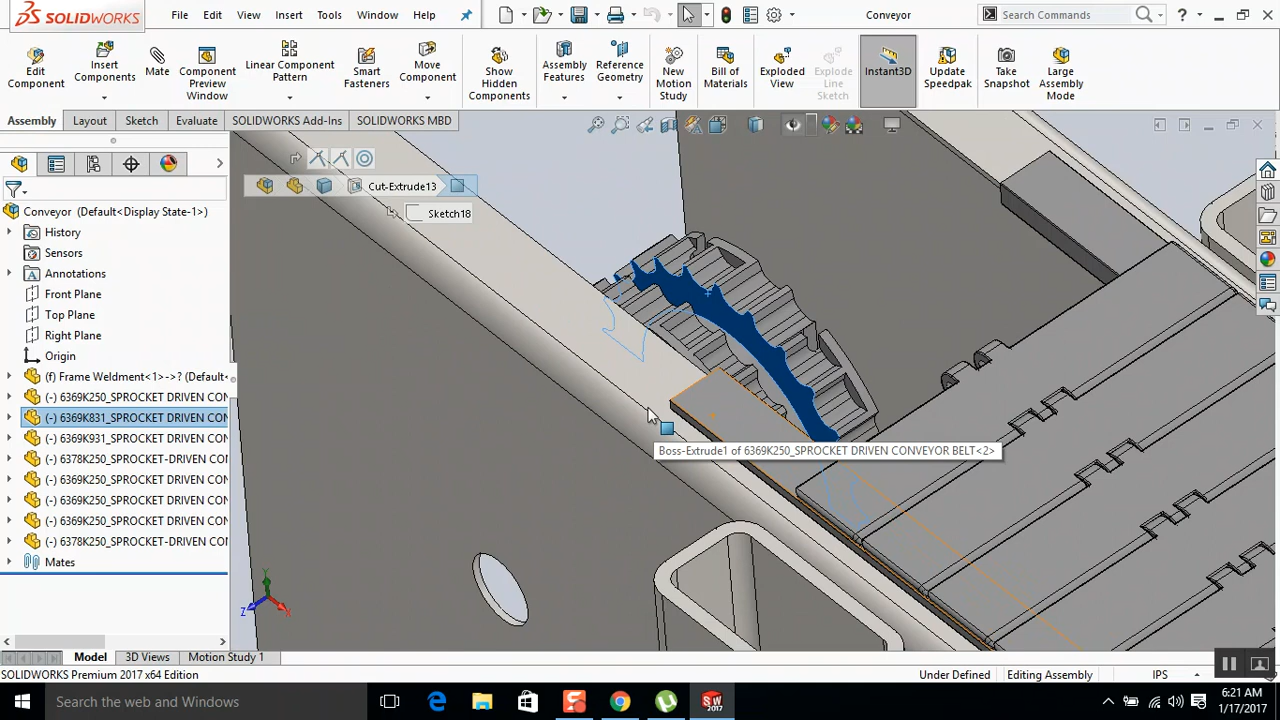 SOLIDWORKS
File Edit View Insert Tools Window Help
Conveyor
Search Commands
Edit Component
Insert Components
Mate
Component Preview Window
Linear Component Pattern
Smart Fasteners
Move Component
Show Hidden Components
Assembly Features
Reference Geometry
New Motion Study
Bill of Materials
Exploded View
Explode Line Sketch
Instant3D
Update Speedpak
Take Snapshot
Large Assembly Mode
Assembly Layout Sketch Evaluate SOLIDWORKS Add-Ins SOLIDWORKS MBD
Cut-Extrude13
Sketch18
Conveyor (Default<Display State-1>)
History
Sensors
Annotations
Front Plane
Top Plane
Right Plane
Origin
(f) Frame Weldment<1>->? (Default<
(-) 6369K250_SPROCKET DRIVEN CON
(-) 6369K831_SPROCKET DRIVEN CON
(-) 6369K931_SPROCKET DRIVEN CON
(-) 6378K250_SPROCKET-DRIVEN CON
(-) 6369K250_SPROCKET DRIVEN CON
(-) 6369K250_SPROCKET DRIVEN CON
(-) 6369K250_SPROCKET DRIVEN CON
(-) 6378K250_SPROCKET-DRIVEN CON
Mates
Boss-Extrude1 of 6369K250_SPROCKET DRIVEN CONVEYOR BELT<2>
Y
Z
X
Model 3D Views Motion Study 1
SOLIDWORKS Premium 2017 x64 Edition
Under Defined
Editing Assembly
IPS
Search the web and Windows
SW
2017
6:21 AM
1/17/2017